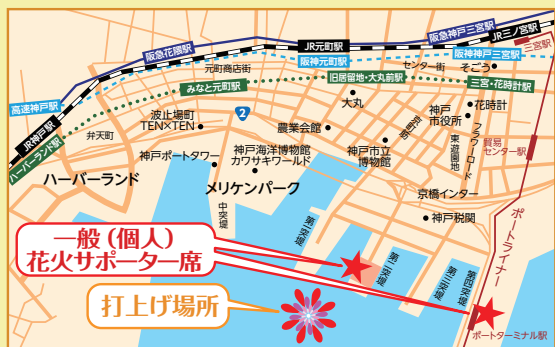 JR三ノ宮駅
三宮駅
阪急神戸三宮駅
JR元町駅
阪急花隈駅
阪神神戸三宮駅
センター街
そごう
阪神元町駅
元町商店街
旧居留地・大丸前駅
三宮・花時計駅
みなと元町駅
高速神戸駅
JR神戸駅
ハーバーランド駅
弁天町
波止場町
TEN×TEN
2
大丸
京町筋
神戸
市役所
花時計
フラワーロード
東遊園地
貿易
センター駅
農業会館
神戸市立
博物館
神戸ポートタワー
神戸海洋博物館
カワサキワールド
ハーバーランド
メリケンパーク
京橋インター
神戸税関
中突堤
第一突堤
第二突堤
第三突堤
第四突堤
ポートライナー
ポートターミナル駅
一般（個人）
花火サポーター席
打上げ場所